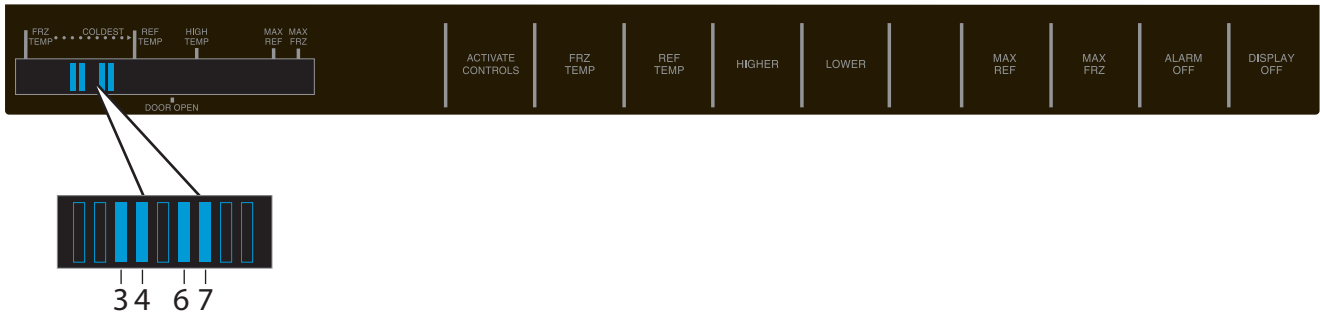 FRZ TEMP COLDEST REF TEMP HIGH TEMP MAX REF MAX FRZ
DOOR OPEN
ACTIVATE CONTROLS
FRZ TEMP
REF TEMP
HIGHER
LOWER
MAX REF
MAX FRZ
ALARM OFF
DISPLAY OFF
3 4 6 7